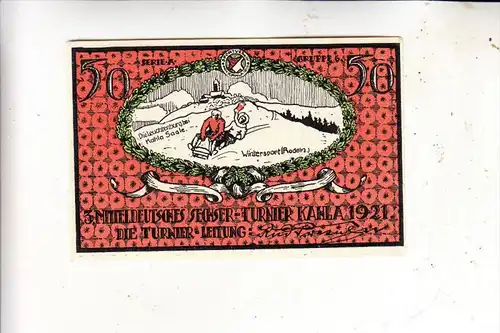 SERIE·A· GRUPPE 6
50 50
Die Leuchtenburg bei
Kahla Saale.
Wintersport (Rodeln.)
3. MITTELDEUTSCHES SECHSER-TURNIER KAHLA 1921.
DIE TURNIER-LEITUNG: